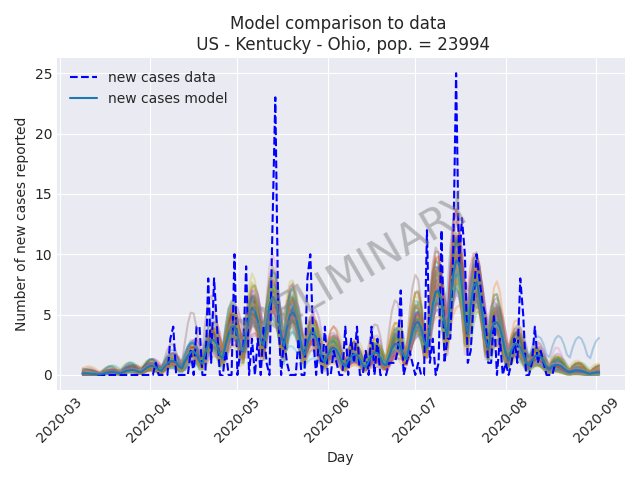 Model comparison to data
US - Kentucky - Ohio, pop. = 23994
new cases data
new cases model
Number of new cases reported
25
20
15
10
5
0
2020-03
2020-04
2020-05
2020-06
2020-07
2020-08
2020-09
Day